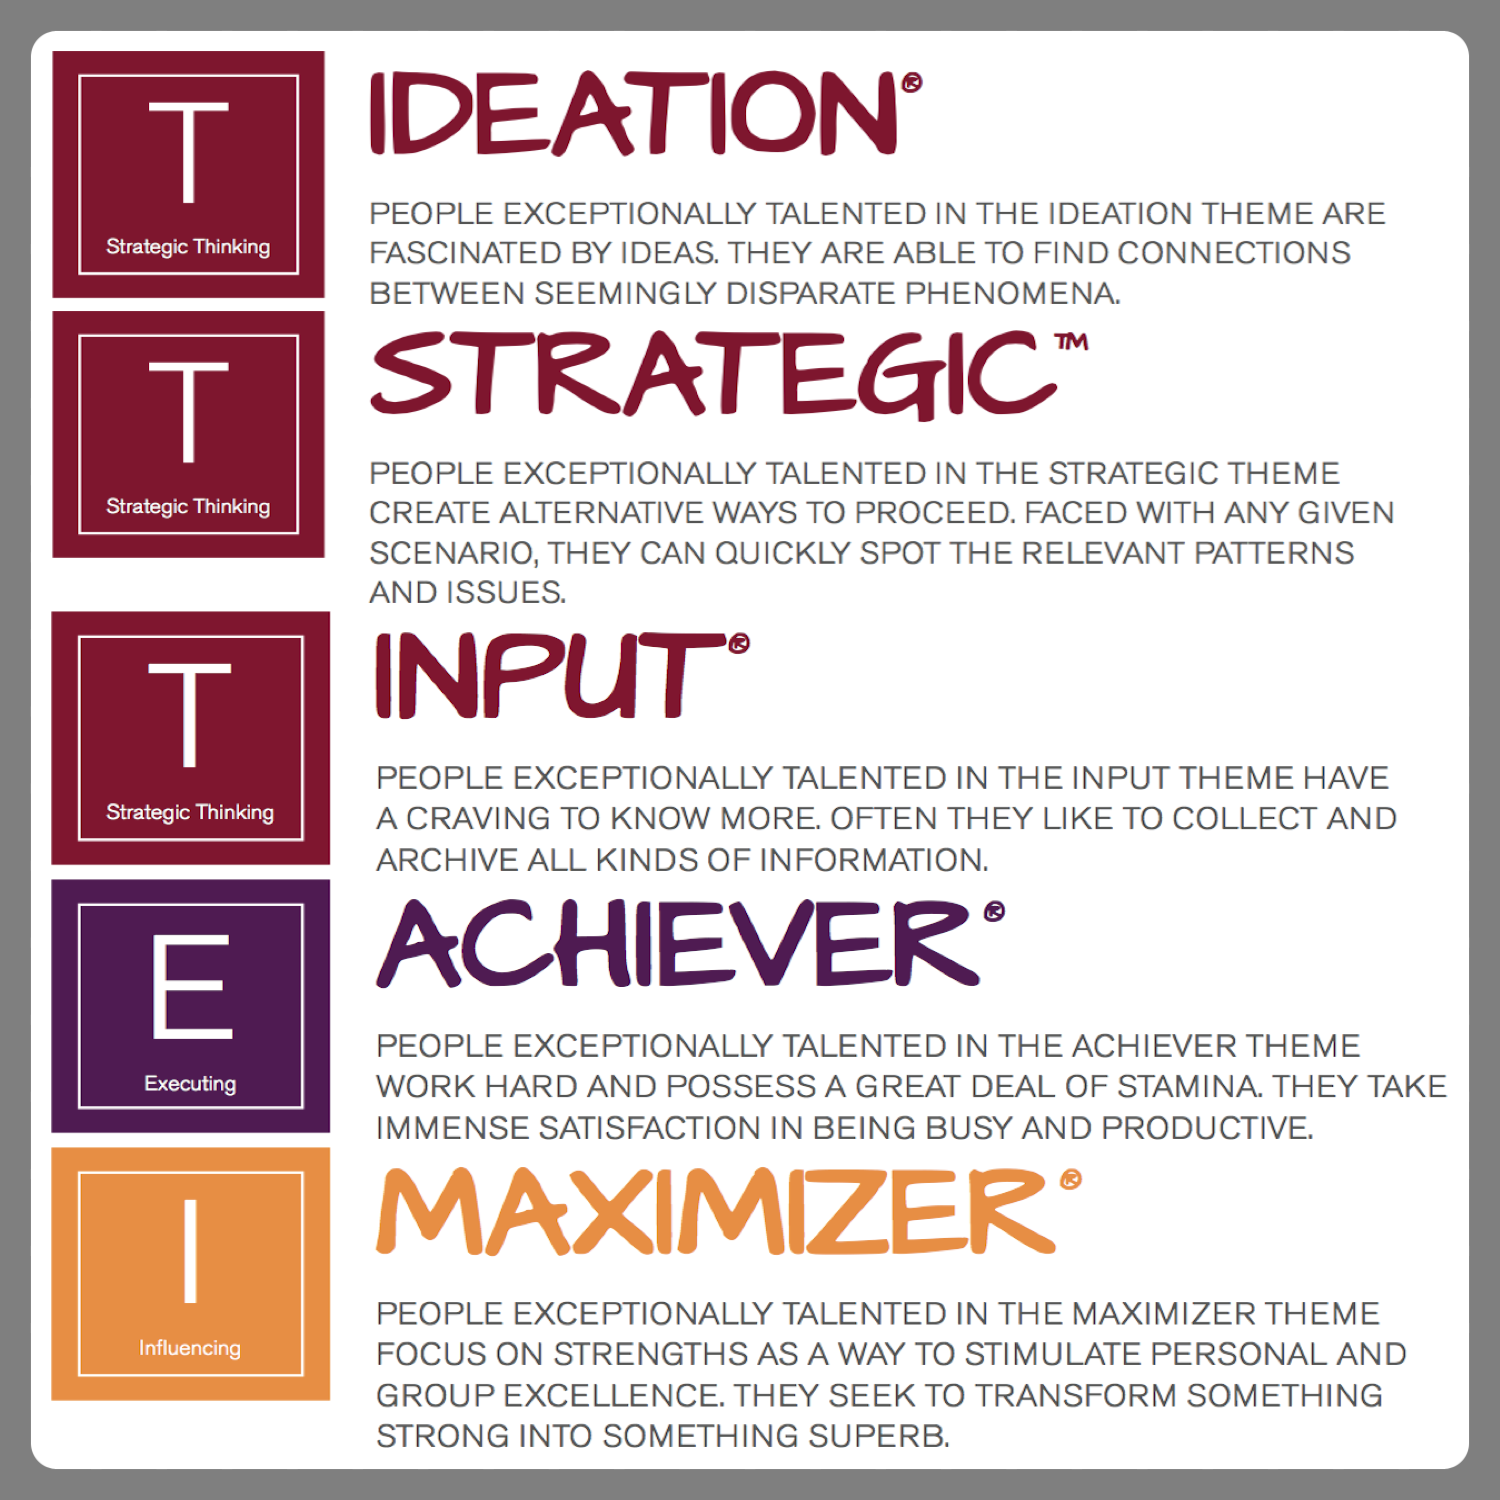 T
Strategic Thinking
IDEATION®
PEOPLE EXCEPTIONALLY TALENTED IN THE IDEATION THEME ARE
FASCINATED BY IDEAS. THEY ARE ABLE TO FIND CONNECTIONS
BETWEEN SEEMINGLY DISPARATE PHENOMENA.
T
Strategic Thinking
STRATEGIC™
PEOPLE EXCEPTIONALLY TALENTED IN THE STRATEGIC THEME
CREATE ALTERNATIVE WAYS TO PROCEED. FACED WITH ANY GIVEN
SCENARIO, THEY CAN QUICKLY SPOT THE RELEVANT PATTERNS
AND ISSUES.
T
Strategic Thinking
INPUT®
PEOPLE EXCEPTIONALLY TALENTED IN THE INPUT THEME HAVE
A CRAVING TO KNOW MORE. OFTEN THEY LIKE TO COLLECT AND
ARCHIVE ALL KINDS OF INFORMATION.
E
Executing
ACHIEVER®
PEOPLE EXCEPTIONALLY TALENTED IN THE ACHIEVER THEME
WORK HARD AND POSSESS A GREAT DEAL OF STAMINA. THEY TAKE
IMMENSE SATISFACTION IN BEING BUSY AND PRODUCTIVE.
I
Influencing
MAXIMIZER®
PEOPLE EXCEPTIONALLY TALENTED IN THE MAXIMIZER THEME
FOCUS ON STRENGTHS AS A WAY TO STIMULATE PERSONAL AND
GROUP EXCELLENCE. THEY SEEK TO TRANSFORM SOMETHING
STRONG INTO SOMETHING SUPERB.